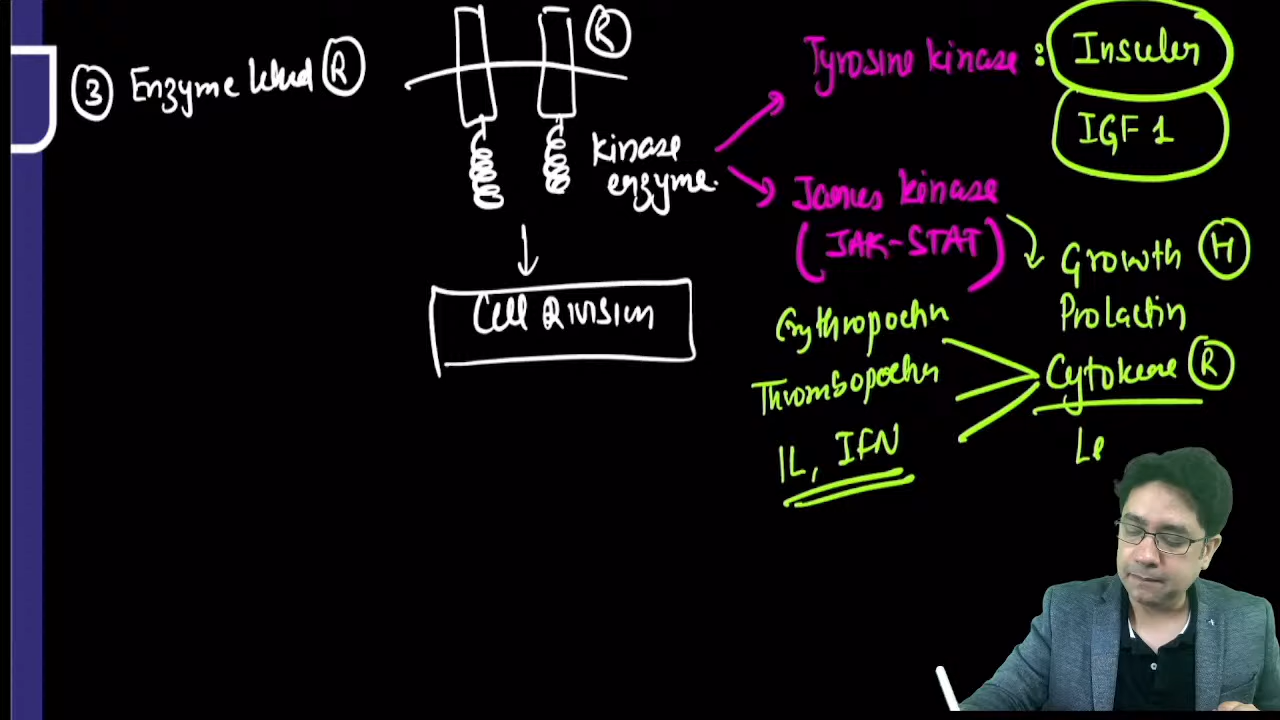 ③ Enzyme linked Ⓡ
Ⓡ
kinase
enzyme.
Cell Division
Tyrosine kinase : Insulin
IGF 1
Janus kinase
(JAK-STAT)
Growth Ⓗ
Prolactin
Cytokine Ⓡ
Le
Erythropoetin
Thrombopoetin
IL, IFN